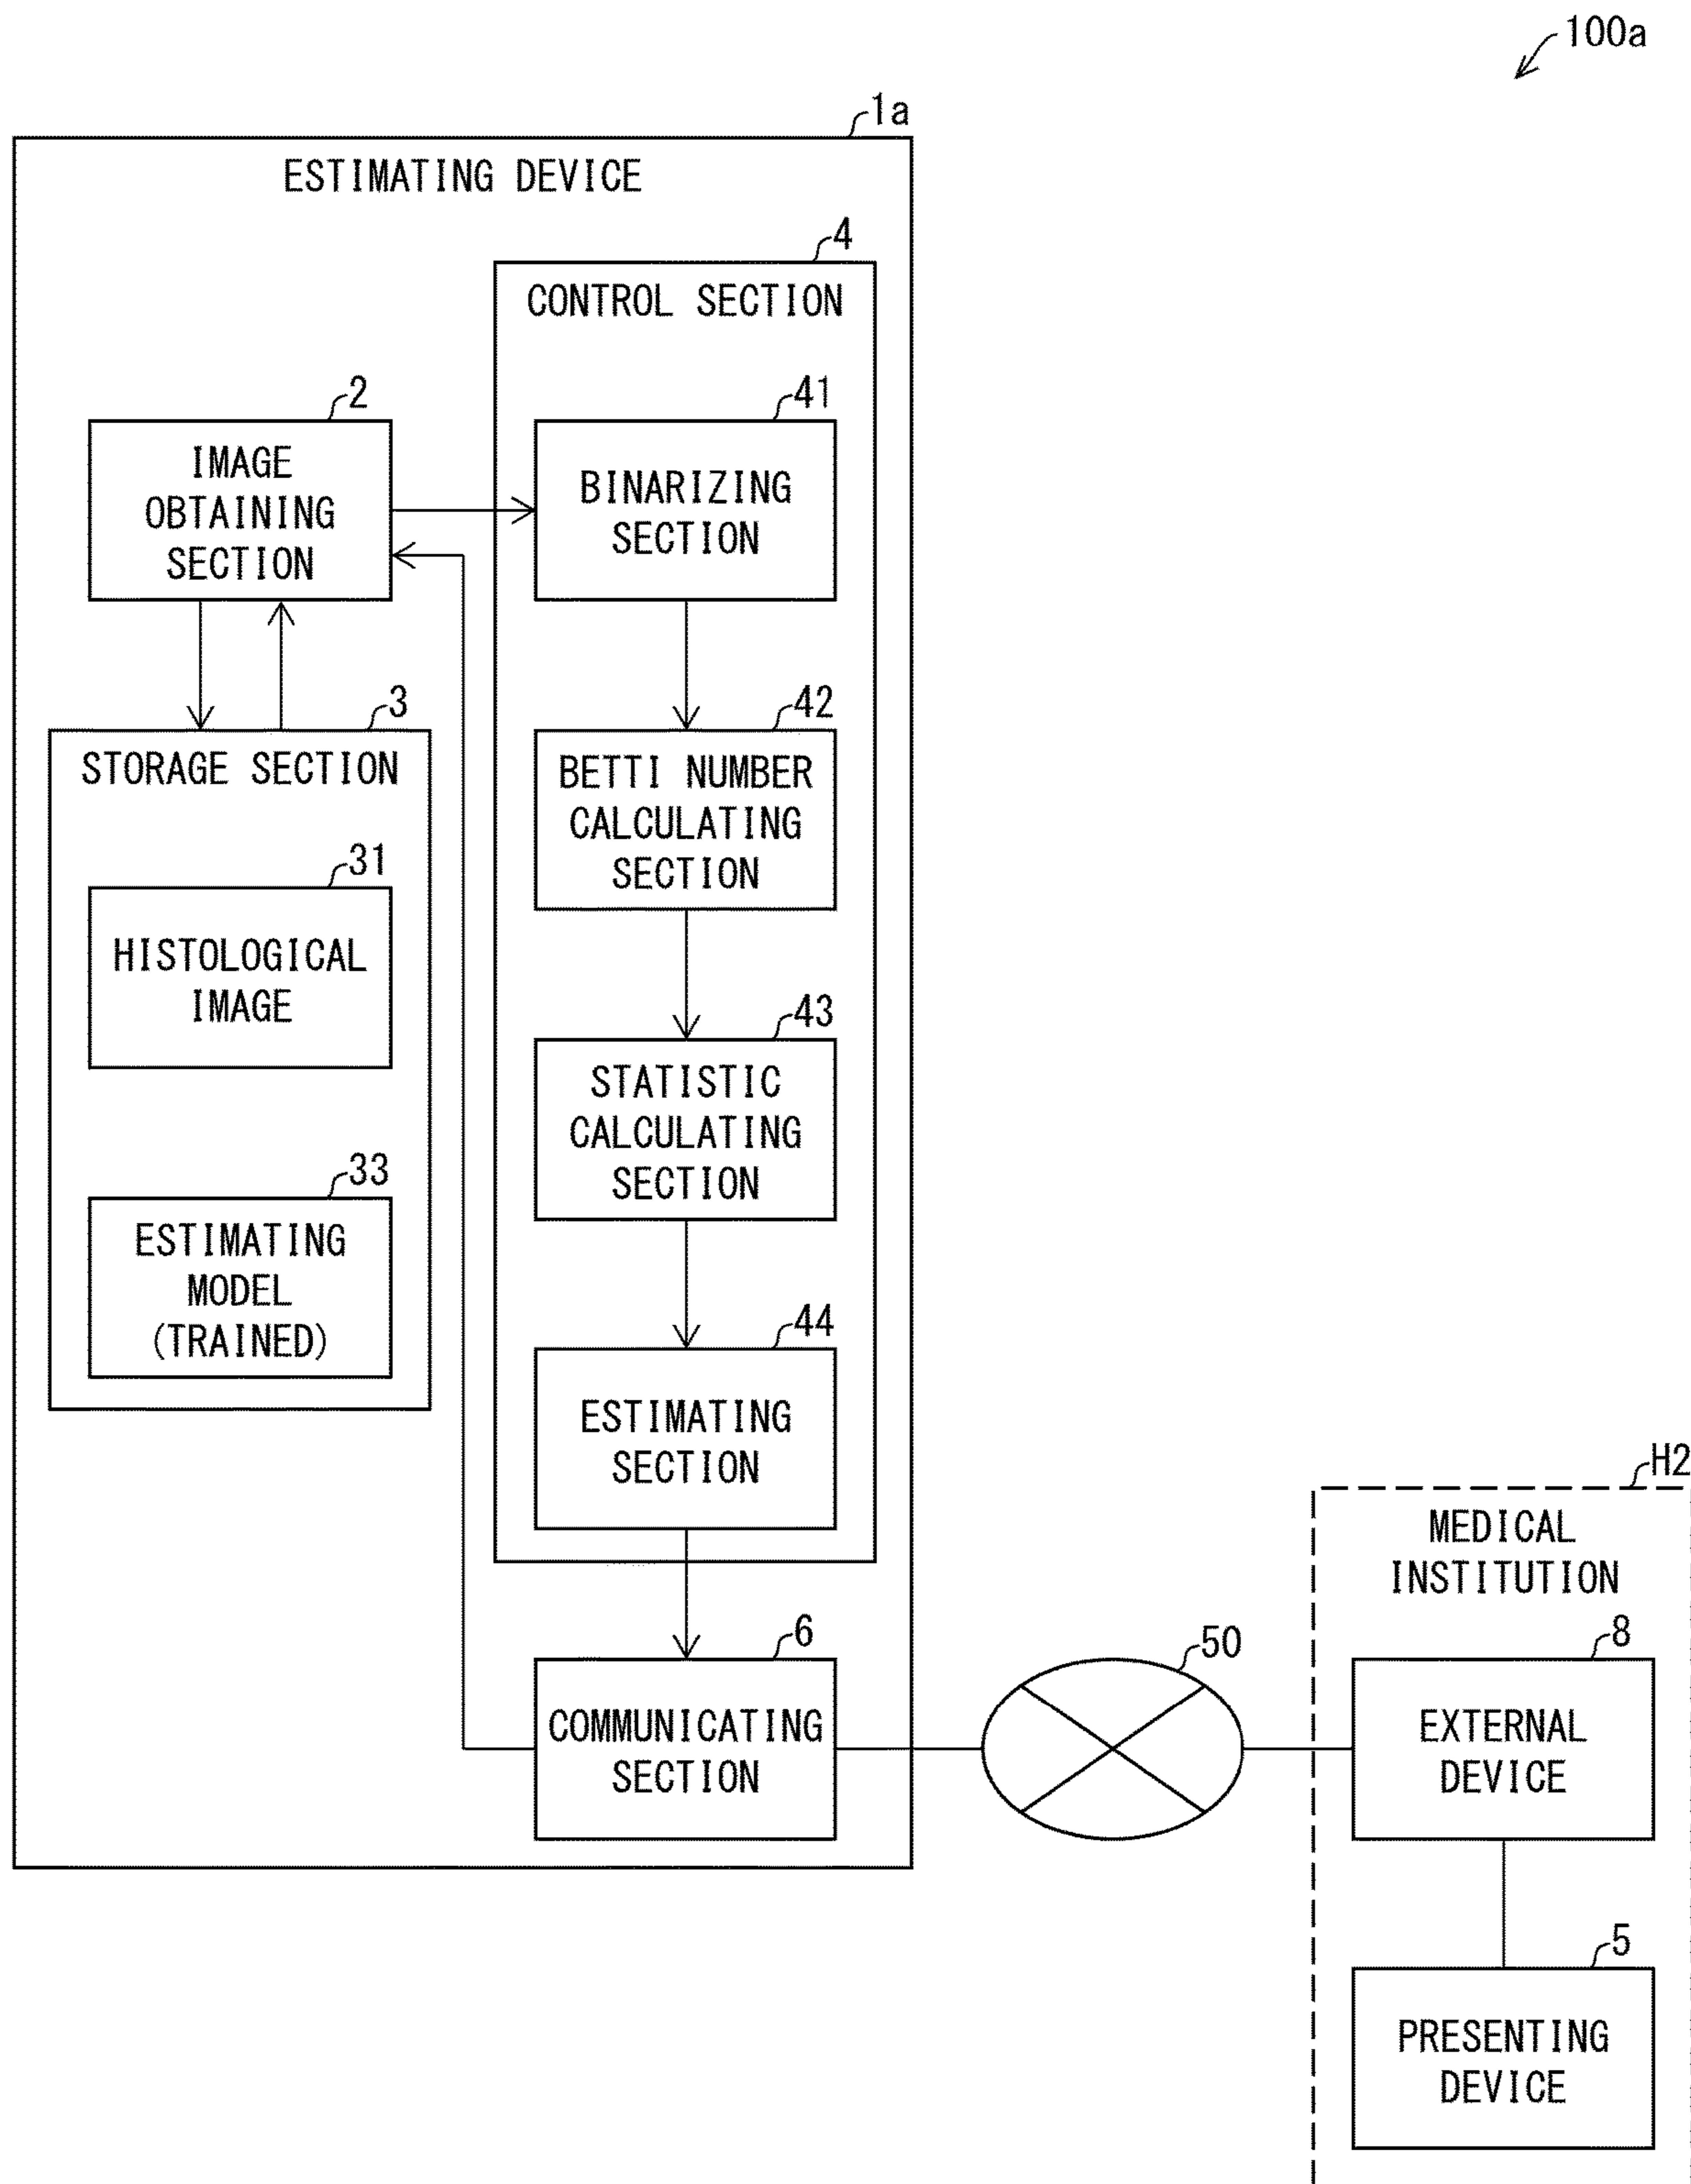 100a
1a
ESTIMATING DEVICE
4
CONTROL SECTION
2
IMAGE
OBTAINING
SECTION
41
BINARIZING
SECTION
3
STORAGE SECTION
42
BETTI NUMBER
CALCULATING
SECTION
31
HISTOLOGICAL
IMAGE
43
STATISTIC
CALCULATING
SECTION
33
ESTIMATING
MODEL
(TRAINED)
44
ESTIMATING
SECTION
H2
MEDICAL
INSTITUTION
6
COMMUNICATING
SECTION
50
8
EXTERNAL
DEVICE
5
PRESENTING
DEVICE